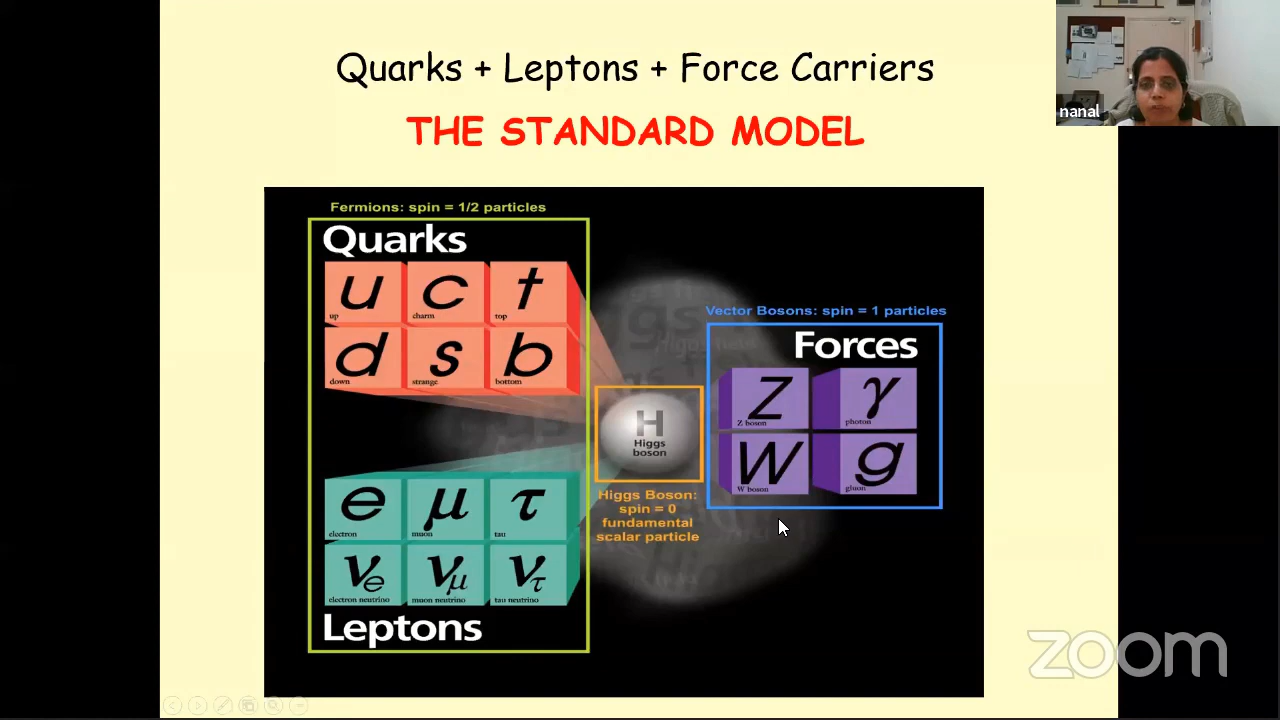 Quarks + Leptons + Force Carriers
THE STANDARD MODEL
nanal
Fermions: spin = 1/2 particles
Quarks
u c t
up charm top
d s b
down strange bottom
Vector Bosons: spin = 1 particles
Forces
Z γ
Z boson photon
W g
W boson gluon
H
Higgs
boson
Higgs Boson:
spin = 0
fundamental
scalar particle
e μ τ
electron muon tau
νe νμ ντ
electron neutrino muon neutrino tau neutrino
Leptons
zoom